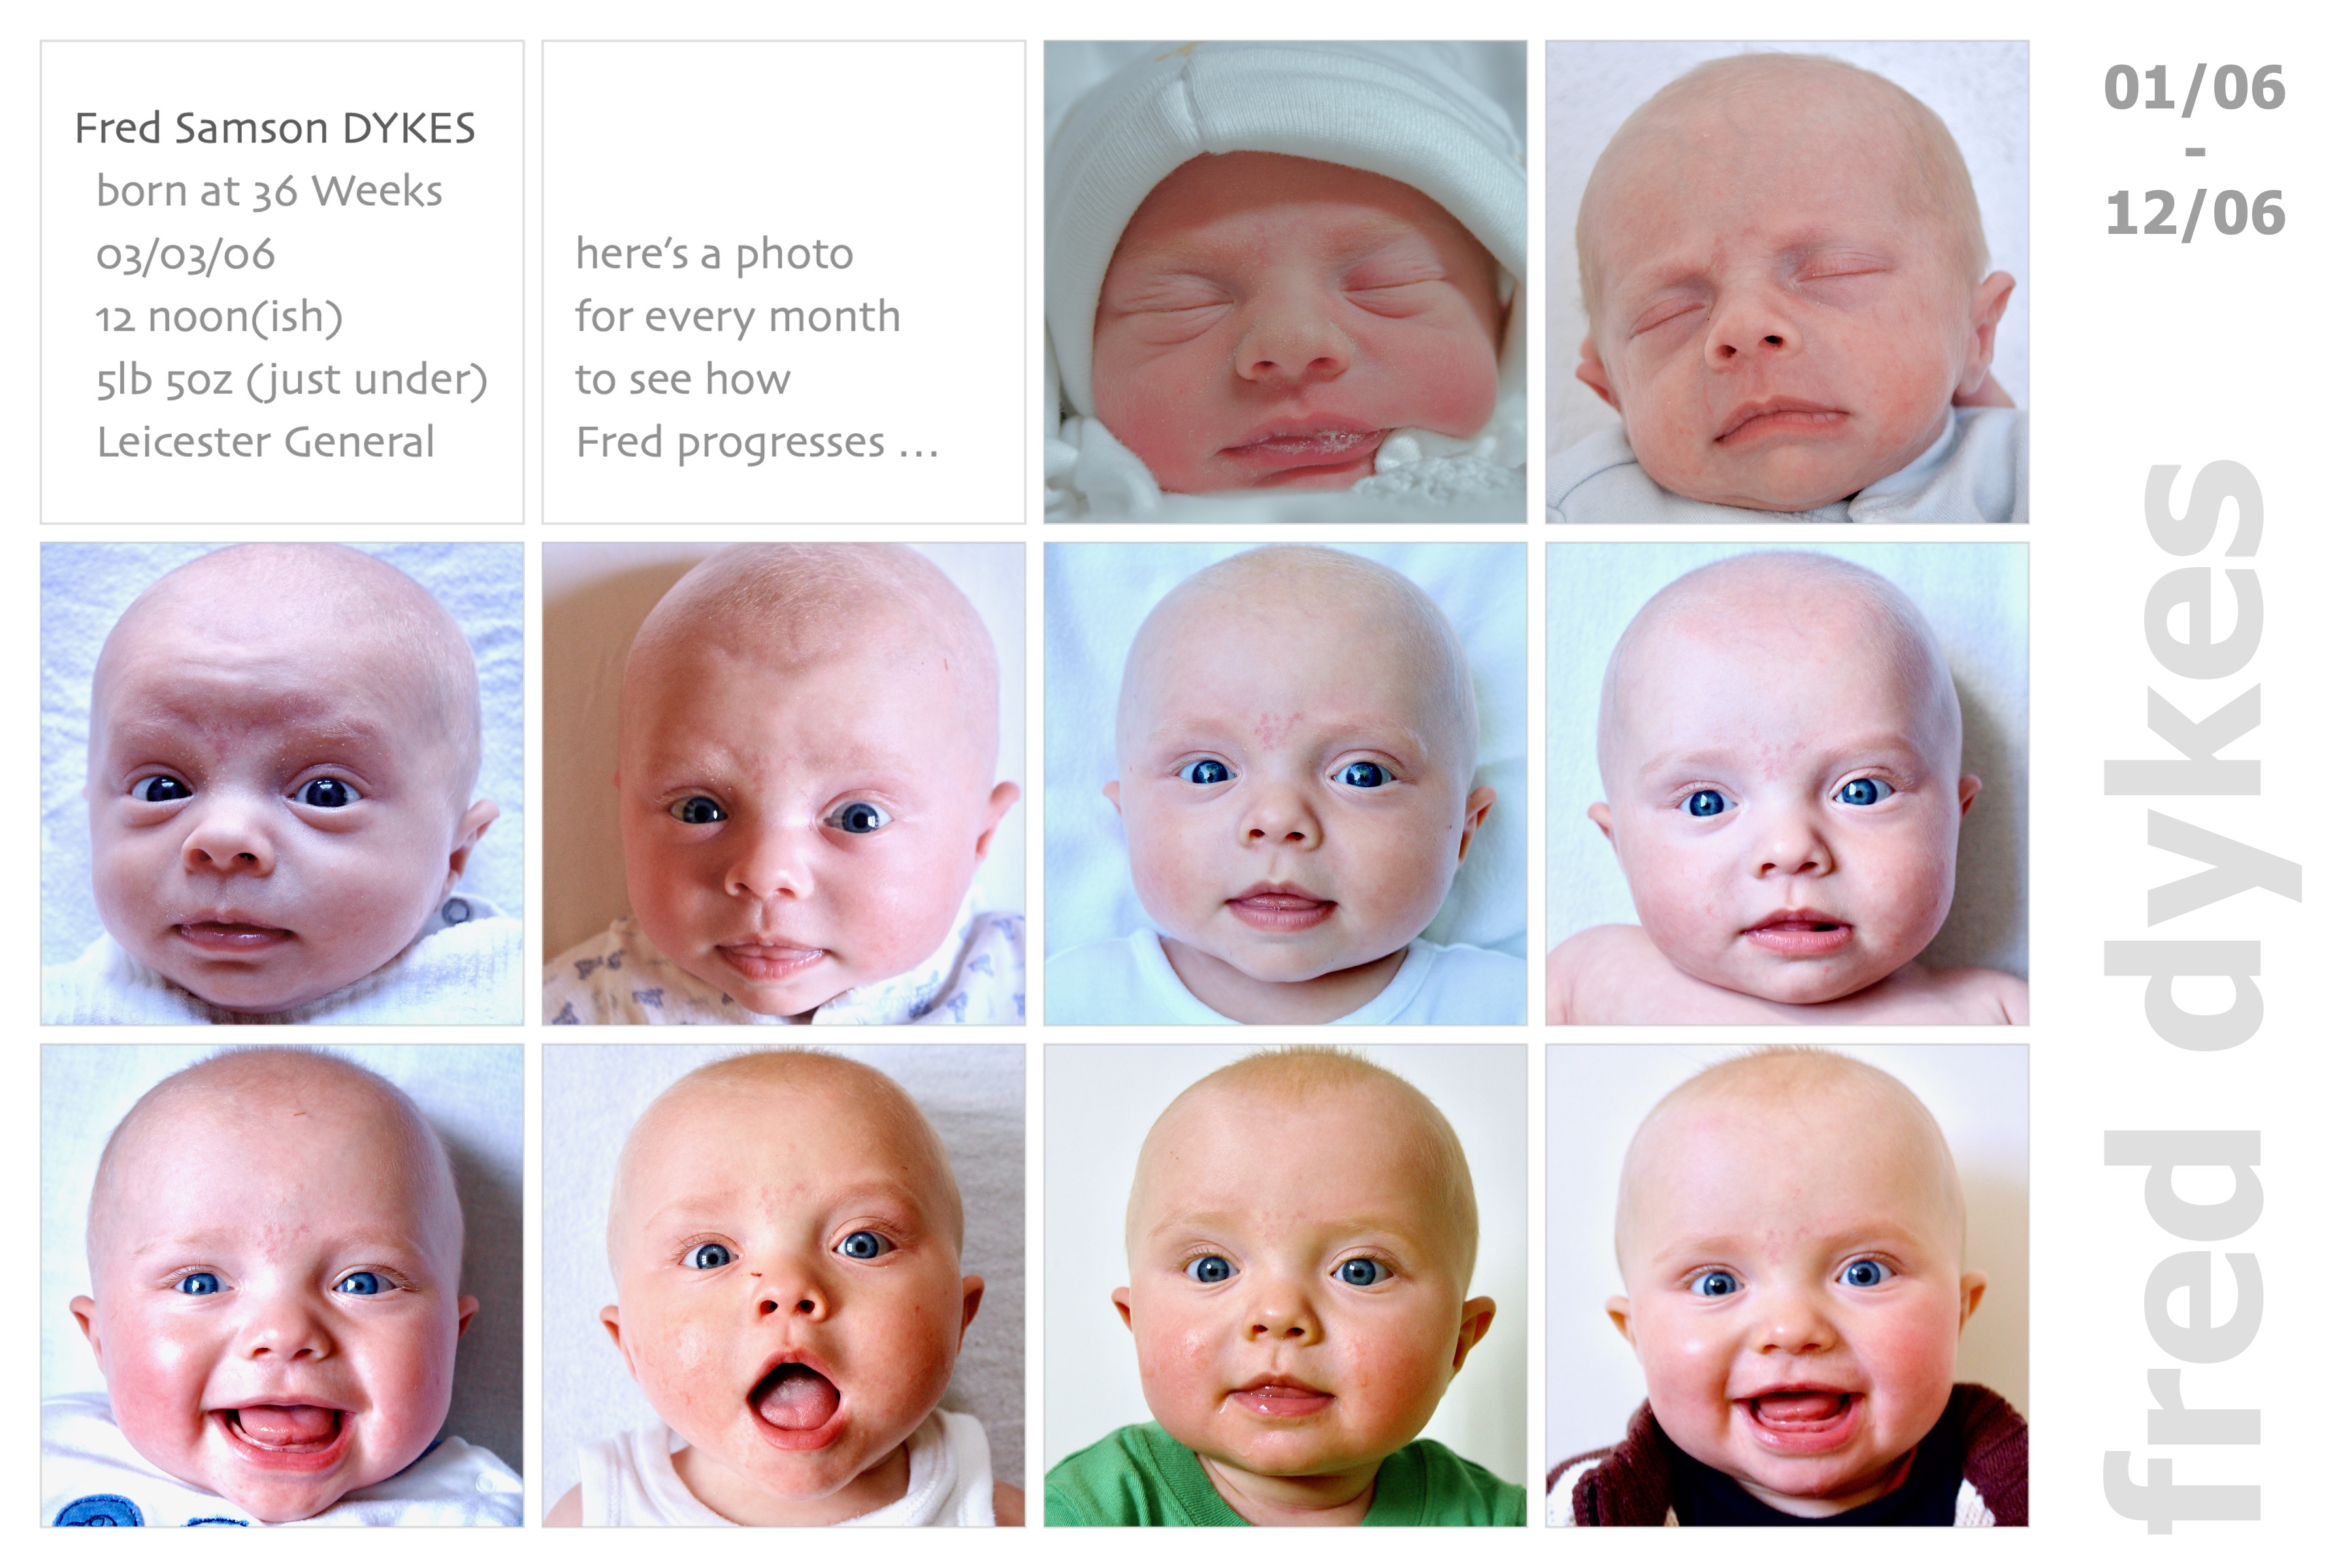 Fred Samson DYKES
born at 36 Weeks
03/03/06
12 noon(ish)
5lb 5oz (just under)
Leicester General
here's a photo
for every month
to see how
Fred progresses ...
01/06
-
12/06
fred dykes